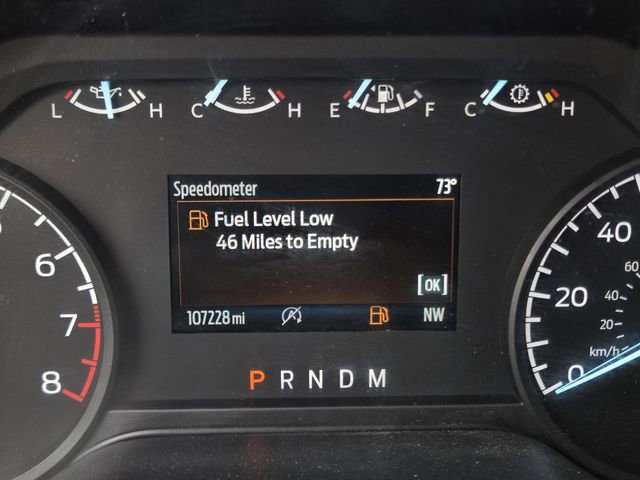 L H C H E F C H
Speedometer 73°
Fuel Level Low
46 Miles to Empty
[OK]
107228 mi NW
P R N D M
6
7
8
40
20
0
60
40
20
km/h